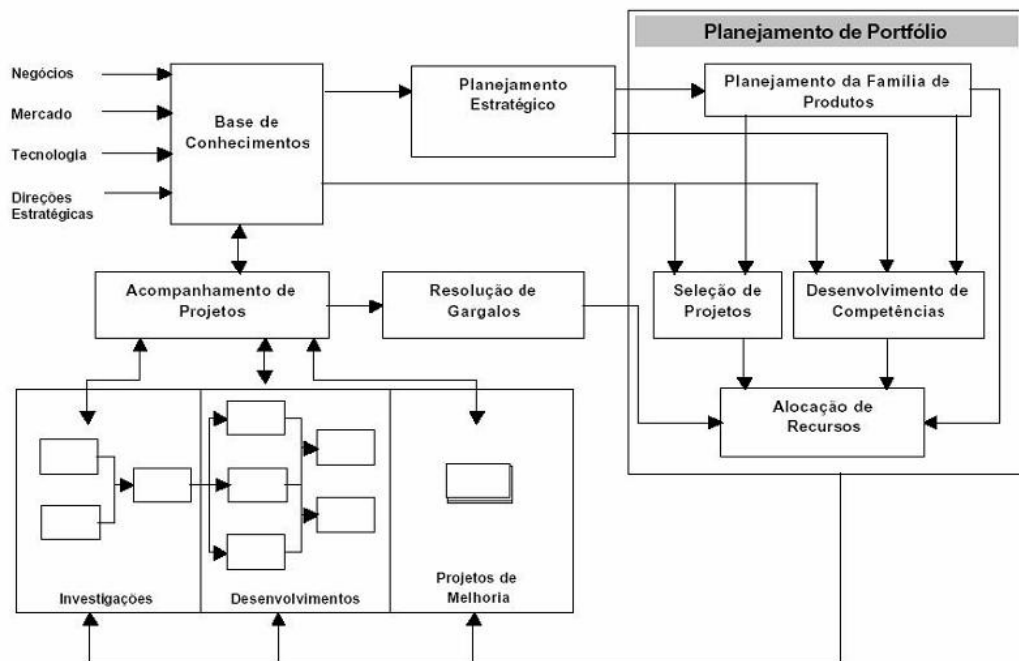 Planejamento de Portfólio
Negócios
Mercado
Tecnologia
Direções
Estratégicas
Base de
Conhecimentos
Planejamento
Estratégico
Planejamento da Família de
Produtos
Acompanhamento de
Projetos
Resolução de
Gargalos
Seleção de
Projetos
Desenvolvimento de
Competências
Alocação de
Recursos
Investigações
Desenvolvimentos
Projetos de
Melhoria